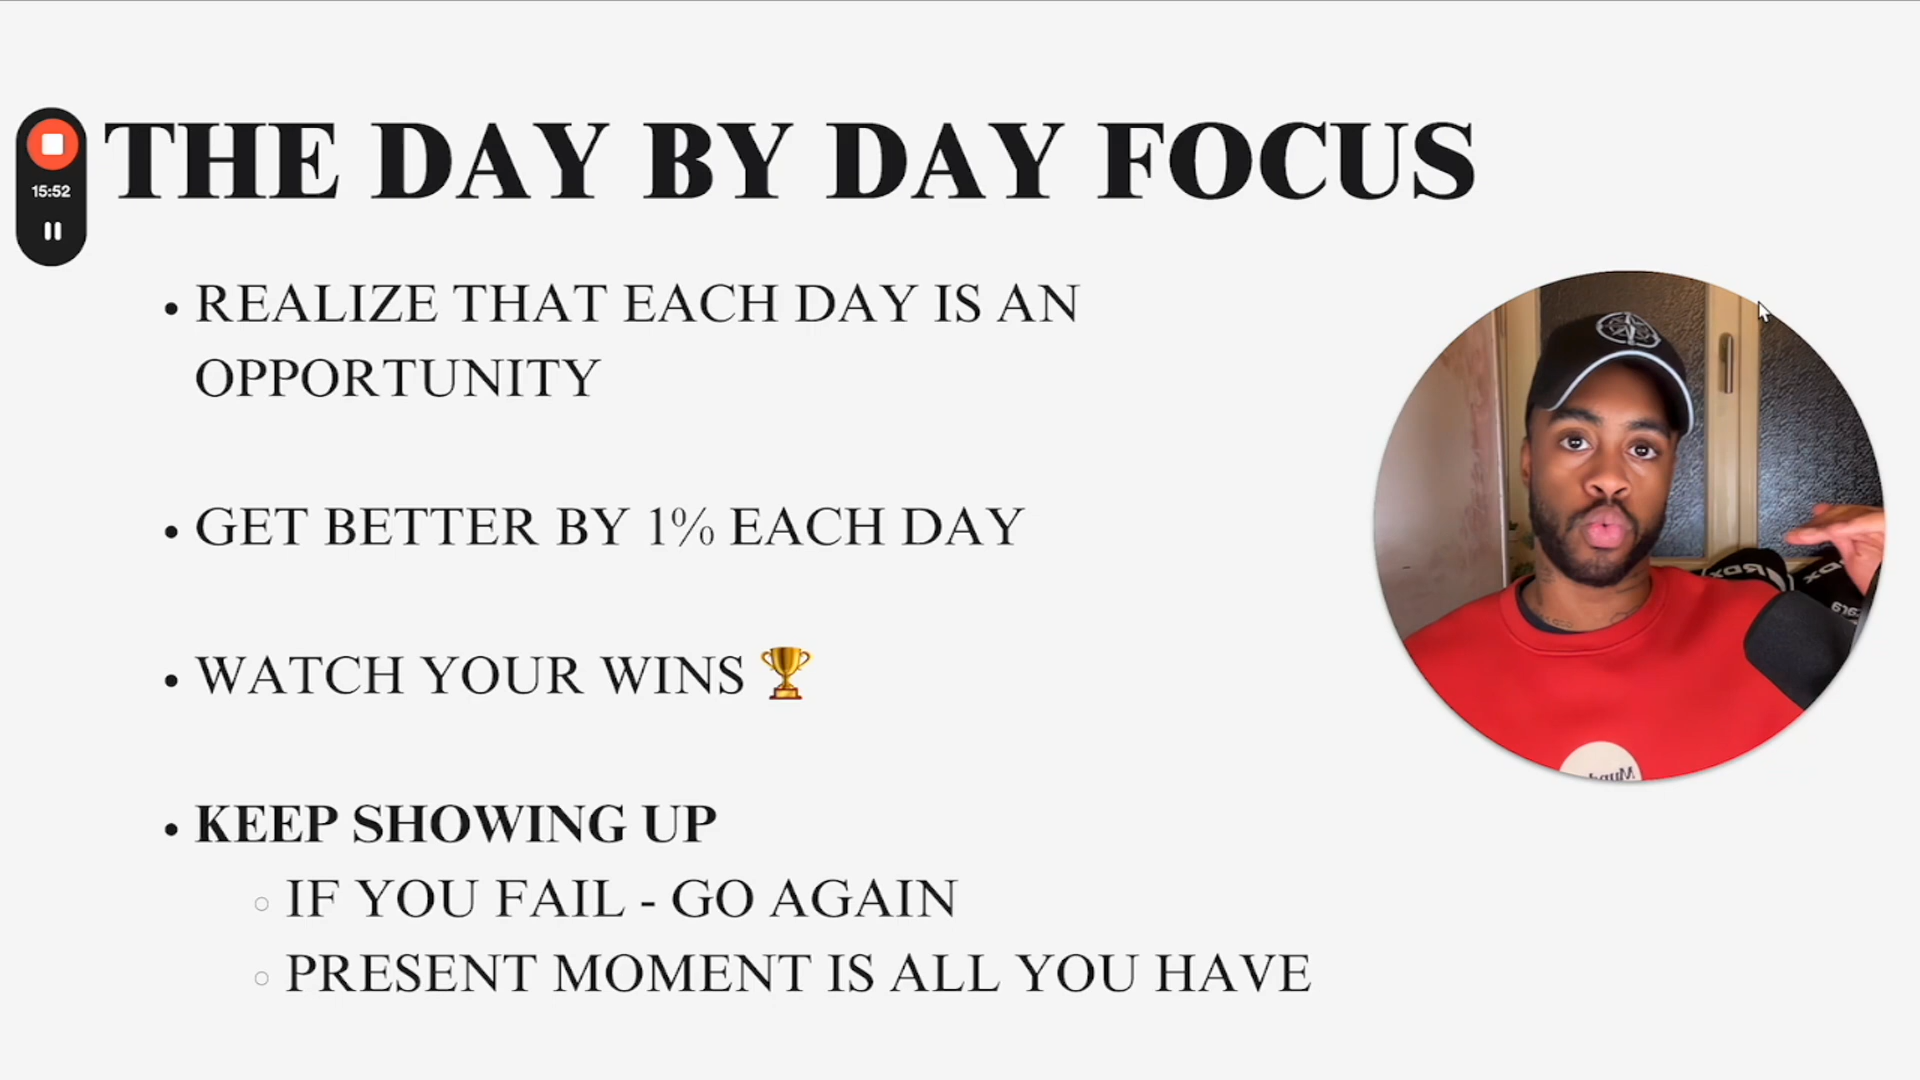 THE DAY BY DAY FOCUS
15:52
• REALIZE THAT EACH DAY IS AN
OPPORTUNITY
• GET BETTER BY 1% EACH DAY
• WATCH YOUR WINS 🏆
• KEEP SHOWING UP
○ IF YOU FAIL - GO AGAIN
○ PRESENT MOMENT IS ALL YOU HAVE
RDX